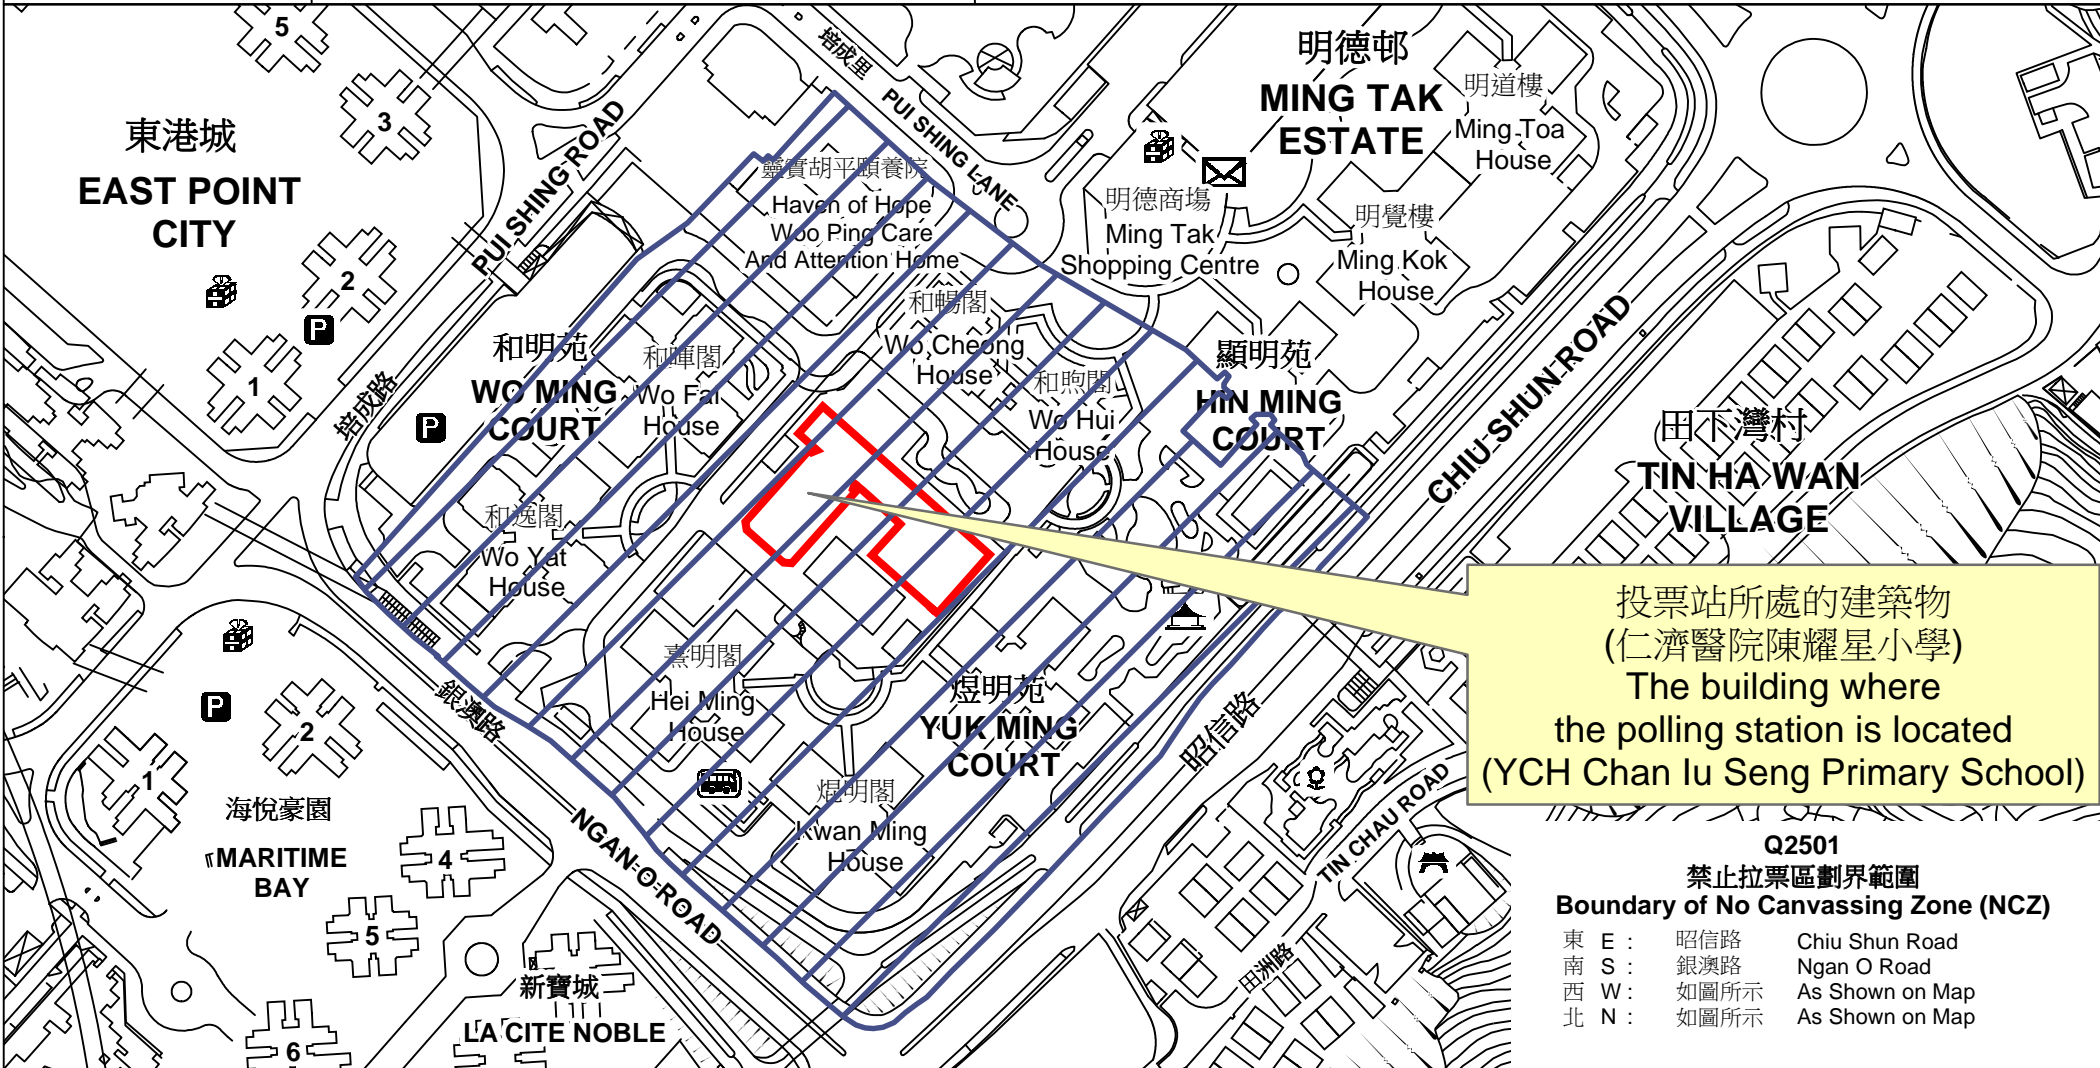 5
培成里
明德邨
MING TAK
ESTATE
明道樓
Ming Toa
House
3
東港城
EAST POINT
CITY
PUI SHING ROAD
PUI SHING LANE
靈實胡平頤養院
Haven of Hope
Woo Ping Care
And Attention Home
明德商場
Ming Tak
Shopping Centre
明覺樓
Ming Kok
House
2
P
1
和明苑
WO MING
COURT
和暉閣
Wo Fai
House
和暢閣
Wo Cheong
House
和煦閣
Wo Hui
House
顯明苑
HIN MING
COURT
CHIU SHUN ROAD
田下灣村
TIN HA WAN
VILLAGE
培成路
P
和逸閣
Wo Yat
House
投票站所處的建築物
(仁濟醫院陳耀星小學)
The building where
the polling station is located
(YCH Chan Iu Seng Primary School)
熹明閣
Hei Ming
House
煜明苑
YUK MING
COURT
昭信路
銀澳路
P
2
1
海悅豪園
MARITIME
BAY
4
5
NGAN O ROAD
焜明閣
Kwan Ming
House
TIN CHAU ROAD
田洲路
新寶城
LA CITE NOBLE
6
Q2501
禁止拉票區劃界範圍
Boundary of No Canvassing Zone (NCZ)
東 E : 昭信路 Chiu Shun Road
南 S : 銀澳路 Ngan O Road
西 W : 如圖所示 As Shown on Map
北 N : 如圖所示 As Shown on Map